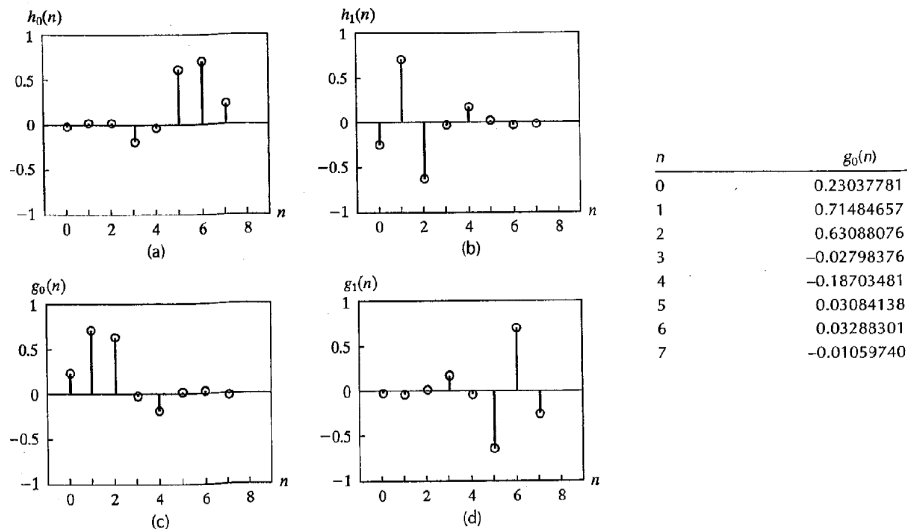 h₀(n)
1
0.5
0
−0.5
−1
0 2 4 6 8 n
(a)
h₁(n)
1
0.5
0
−0.5
−1
0 2 4 6 8 n
(b)
g₀(n)
1
0.5
0
−0.5
−1
0 2 4 6 8 n
(c)
g₁(n)
1
0.5
0
−0.5
−1
0 2 4 6 8 n
(d)
n g₀(n)
0 0.23037781
1 0.71484657
2 0.63088076
3 −0.02798376
4 −0.18703481
5 0.03084138
6 0.03288301
7 −0.01059740